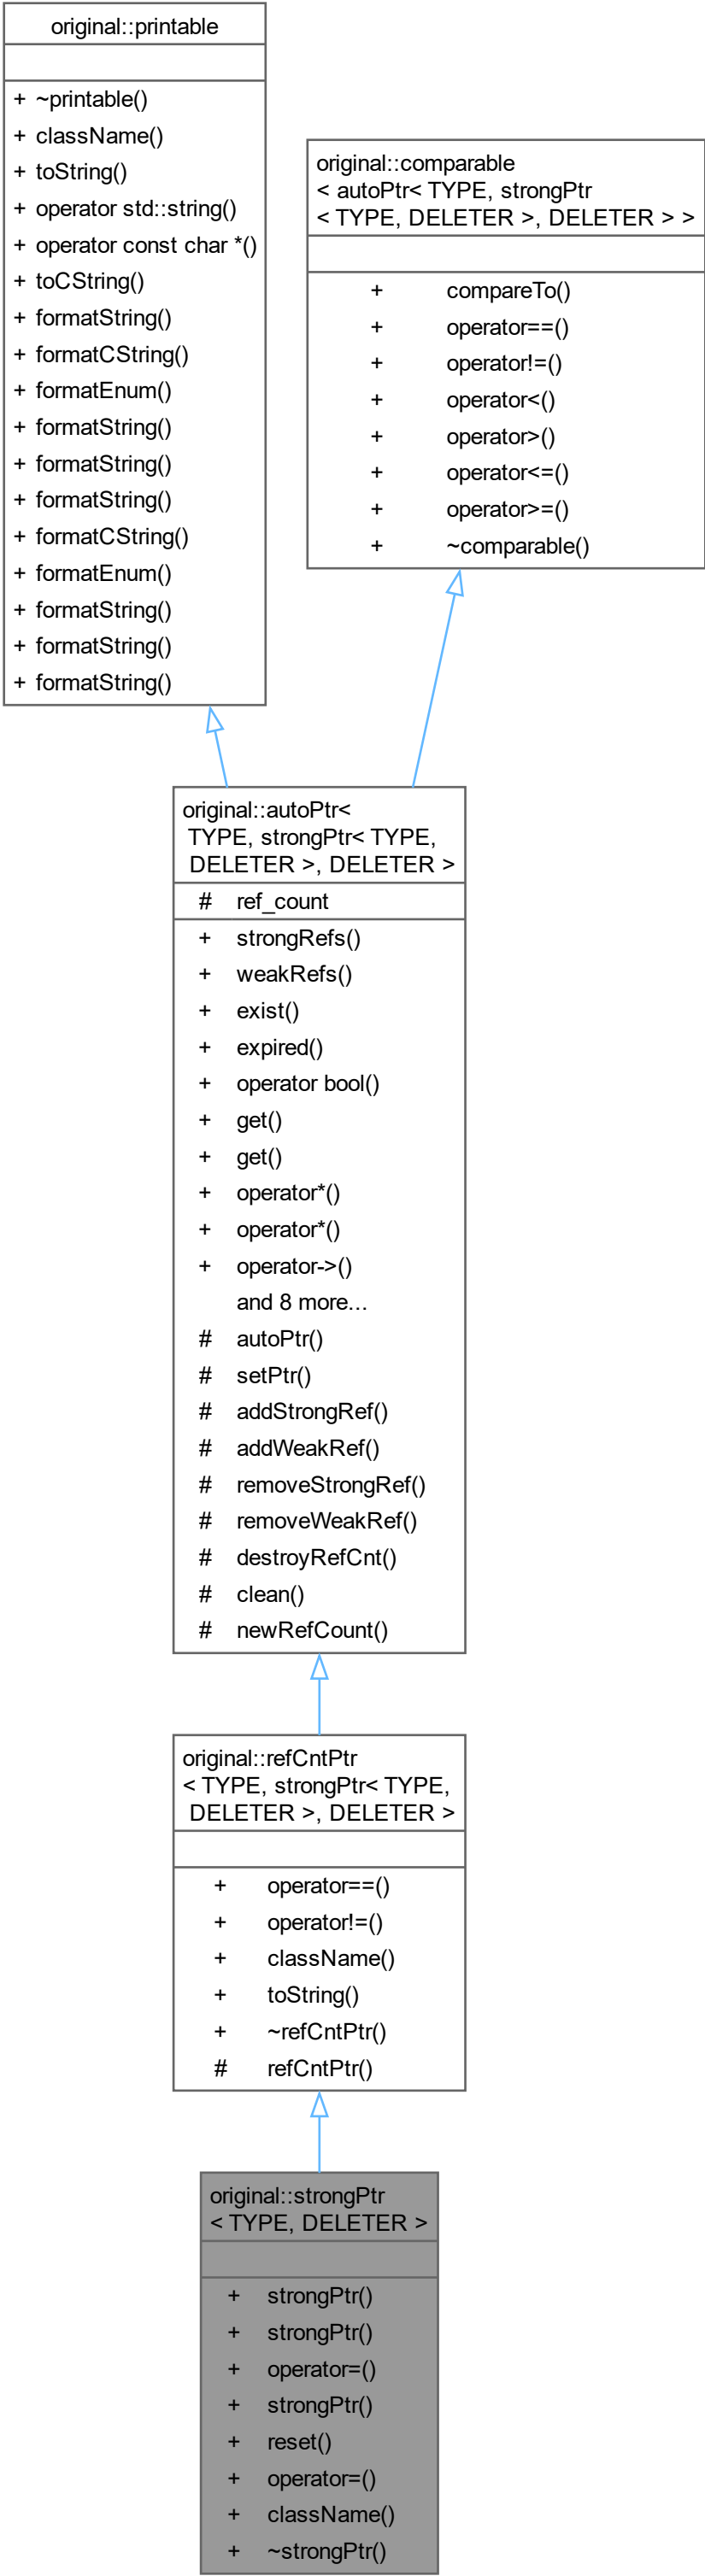 original::printable
+ ~printable()
+ className()
+ toString()
+ operator std::string()
+ operator const char *()
+ toCString()
+ formatString()
+ formatCString()
+ formatEnum()
+ formatString()
+ formatString()
+ formatString()
+ formatCString()
+ formatEnum()
+ formatString()
+ formatString()
+ formatString()
original::comparable
< autoPtr< TYPE, strongPtr
< TYPE, DELETER >, DELETER > >
+ compareTo()
+ operator==()
+ operator!=()
+ operator<()
+ operator>()
+ operator<=()
+ operator>=()
+ ~comparable()
original::autoPtr<
TYPE, strongPtr< TYPE,
DELETER >, DELETER >
# ref_count
+ strongRefs()
+ weakRefs()
+ exist()
+ expired()
+ operator bool()
+ get()
+ get()
+ operator*()
+ operator*()
+ operator->()
and 8 more...
# autoPtr()
# setPtr()
# addStrongRef()
# addWeakRef()
# removeStrongRef()
# removeWeakRef()
# destroyRefCnt()
# clean()
# newRefCount()
original::refCntPtr
< TYPE, strongPtr< TYPE,
DELETER >, DELETER >
+ operator==()
+ operator!=()
+ className()
+ toString()
+ ~refCntPtr()
# refCntPtr()
original::strongPtr
< TYPE, DELETER >
+ strongPtr()
+ strongPtr()
+ operator=()
+ strongPtr()
+ reset()
+ operator=()
+ className()
+ ~strongPtr()